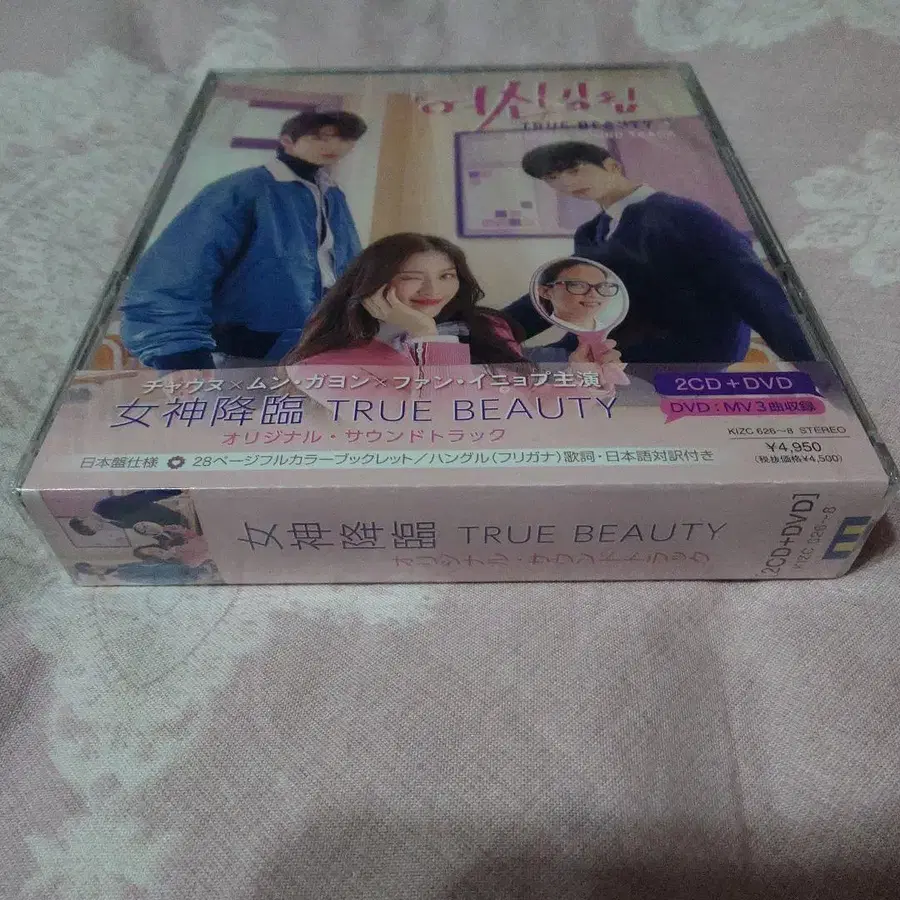 여신강림
TRUE BEAUTY
チャウヌ×ムン・ガヨン×ファン・イニョプ主演
女神降臨 TRUE BEAUTY
オリジナル・サウンドトラック
2CD+DVD
DVD:MV3曲収録
KIZC 626~8 STEREO
¥4,950
(税抜価格¥4,500)
日本盤仕様 28ページフルカラーブックレット/ハングル(フリガナ)歌詞・日本語対訳付き
女神降臨 TRUE BEAUTY
オリジナル・サウンドトラック
[2CD+DVD]
KIZC 626~8